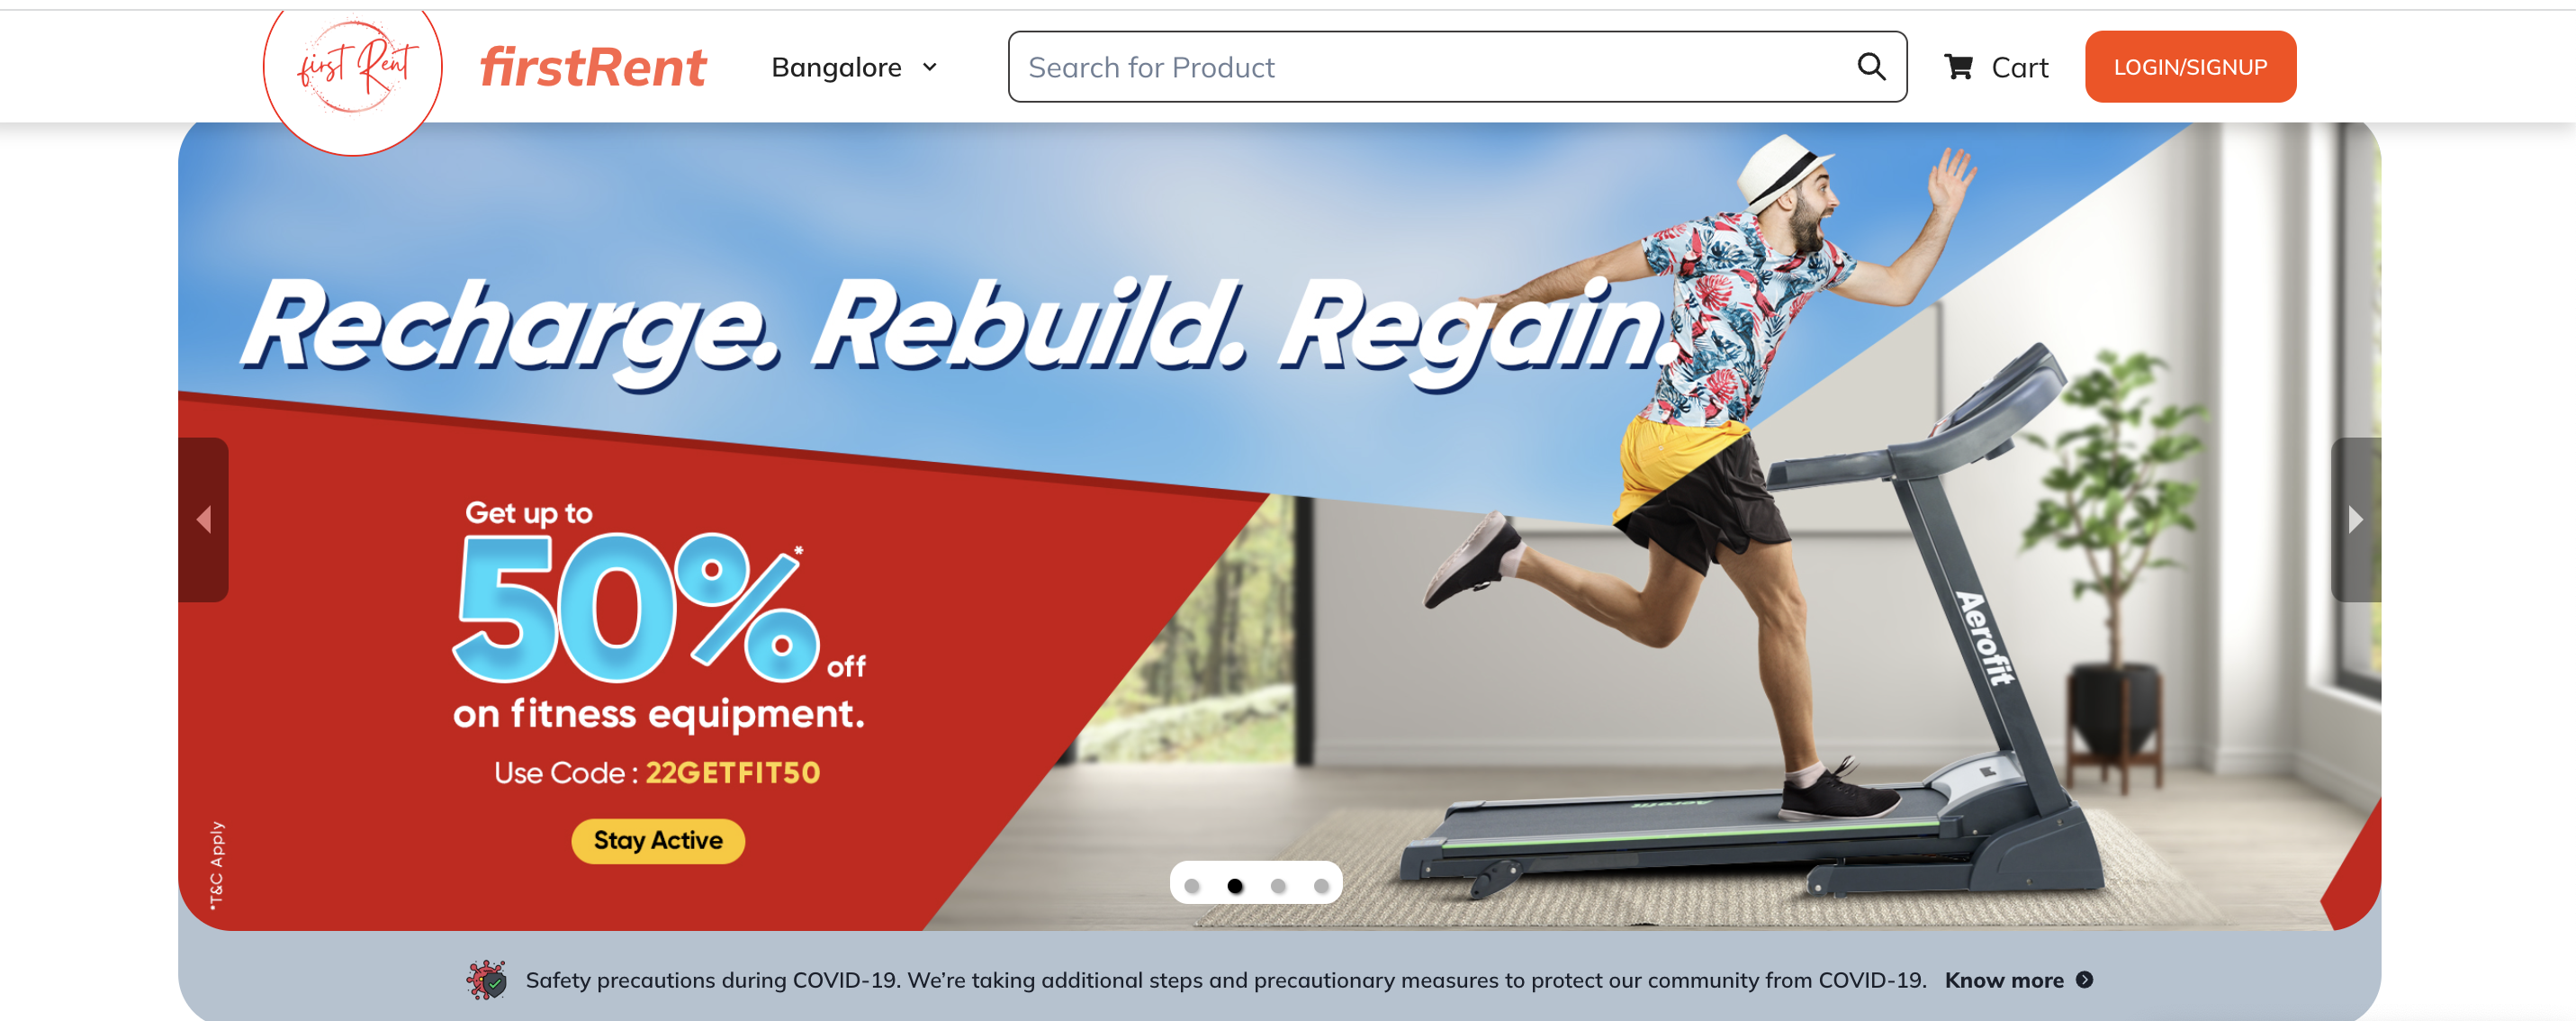 first Rent
firstRent
Bangalore
Search for Product
Cart
LOGIN/SIGNUP
Recharge. Rebuild. Regain.
Get up to
50%*
off
on fitness equipment.
Use Code : 22GETFIT50
Stay Active
*T&C Apply
Aerofit
Aerofit
Safety precautions during COVID-19. We’re taking additional steps and precautionary measures to protect our community from COVID-19. Know more